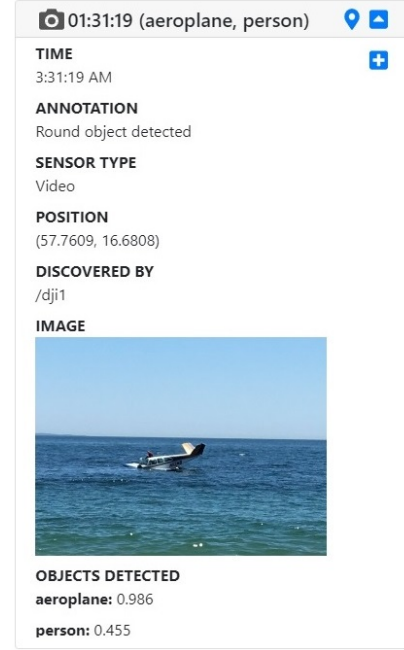 01:31:19 (aeroplane, person)
TIME
3:31:19 AM
ANNOTATION
Round object detected
SENSOR TYPE
Video
POSITION
(57.7609, 16.6808)
DISCOVERED BY
/dji1
IMAGE
OBJECTS DETECTED
aeroplane: 0.986
person: 0.455